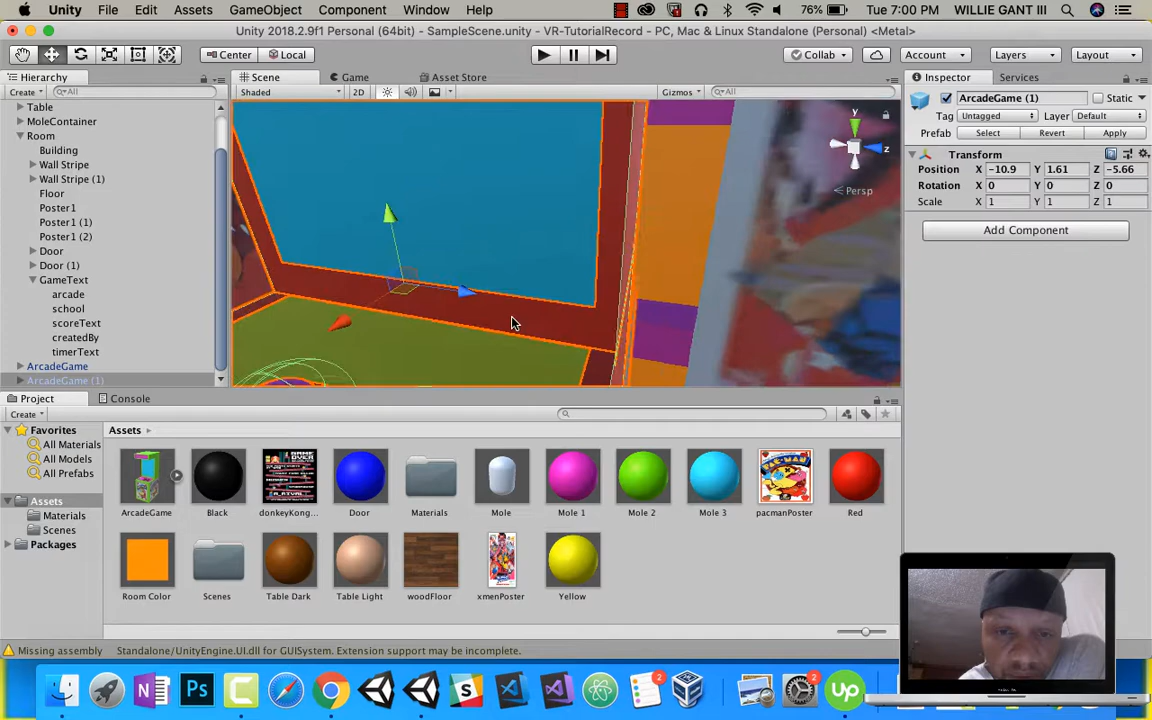 Unity File Edit Assets GameObject Component Window Help 76% Tue 7:00 PM WILLIE GANT III
Unity 2018.2.9f1 Personal (64bit) - SampleScene.unity - VR-TutorialRecord - PC, Mac & Linux Standalone (Personal) <Metal>
Center Local Collab Account Layers Layout
Hierarchy Scene Game Asset Store Inspector Services
Create All Shaded 2D Gizmos All ArcadeGame (1) Static
Tag Untagged Layer Default
Prefab Select Revert Apply
Transform
Position X -10.9 Y 1.61 Z -5.66
Rotation X 0 Y 0 Z 0
Scale X 1 Y 1 Z 1
Add Component
y
z
Persp
Table
MoleContainer
Room
Building
Wall Stripe
Wall Stripe (1)
Floor
Poster1
Poster1 (1)
Poster1 (2)
Door
Door (1)
GameText
arcade
school
scoreText
createdBy
timerText
ArcadeGame
ArcadeGame (1)
Project Console
Create
Favorites
All Materials
All Models
All Prefabs
Assets
Materials
Scenes
Packages
Assets
ArcadeGame Black donkeyKong... Door Materials Mole Mole 1 Mole 2 Mole 3 pacmanPoster Red
Room Color Scenes Table Dark Table Light woodFloor xmenPoster Yellow
Missing assembly Standalone/UnityEngine.UI.dll for GUISystem. Extension support may be incomplete.
N Ps C S 2 2 Up